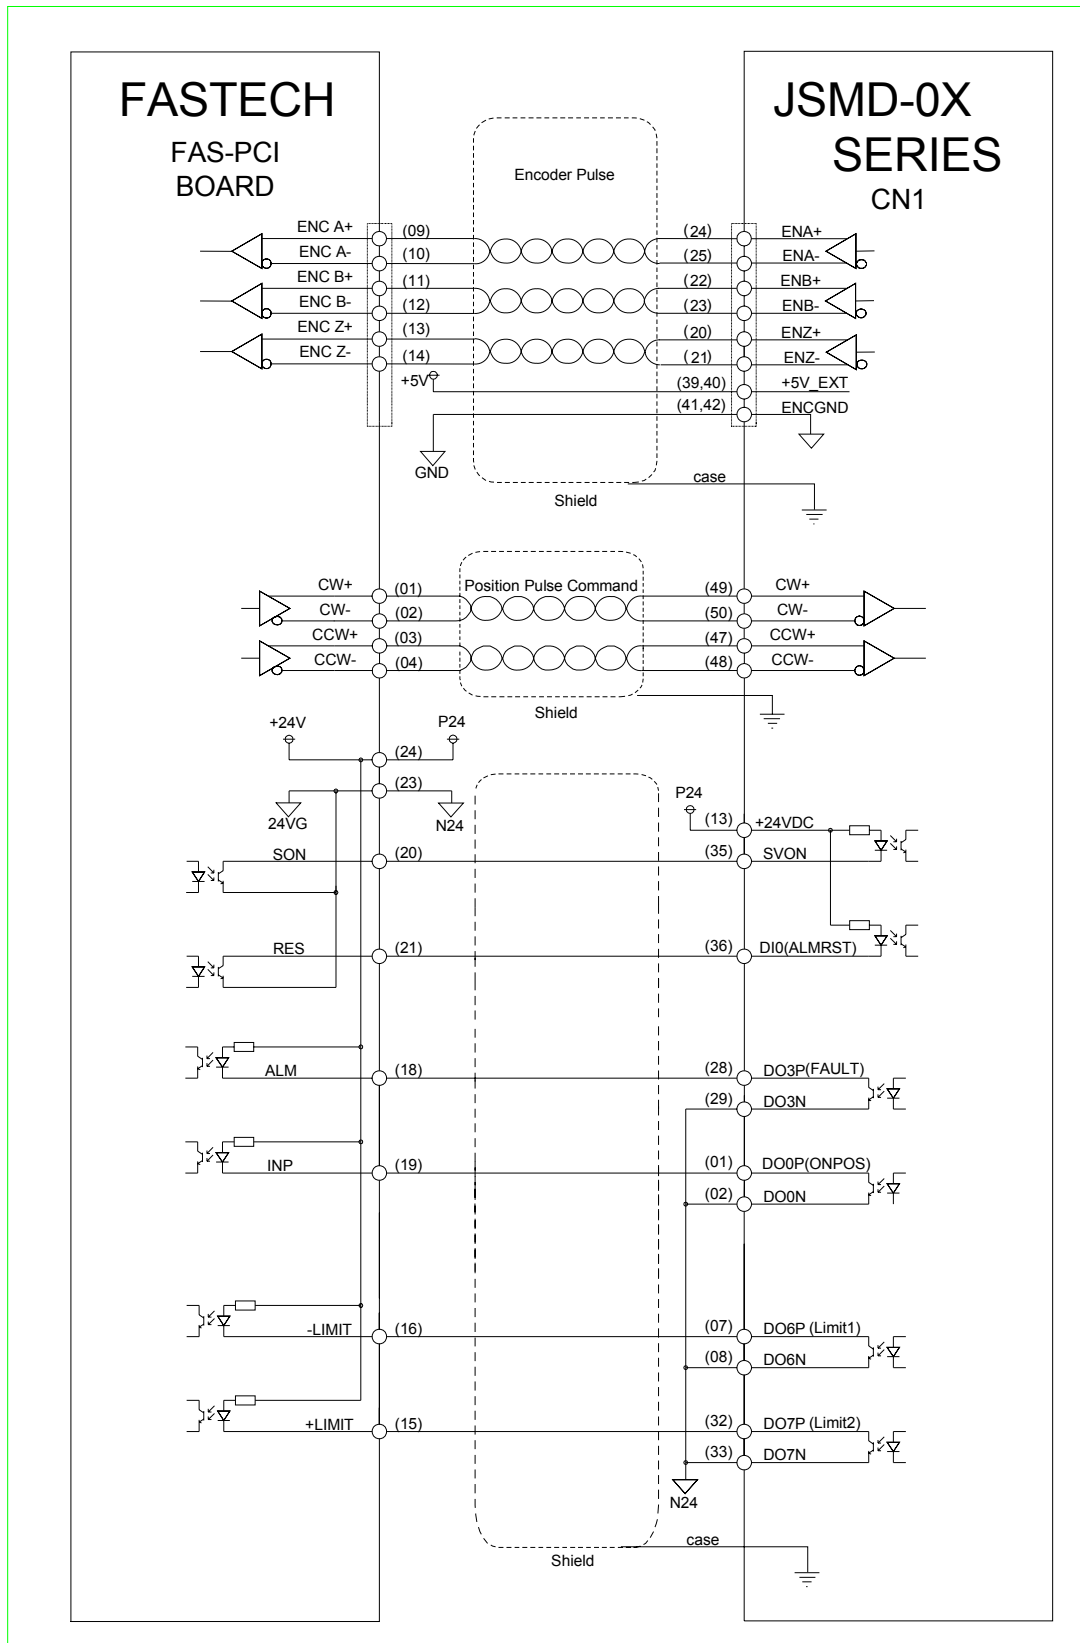 FASTECH
FAS-PCI
BOARD
JSMD-0X
SERIES
CN1
Encoder Pulse
ENC A+ (09) (24) ENA+
ENC A- (10) (25) ENA-
ENC B+ (11) (22) ENB+
ENC B- (12) (23) ENB-
ENC Z+ (13) (20) ENZ+
ENC Z- (14) (21) ENZ-
+5V (39,40) +5V_EXT
(41,42) ENCGND
GND
case
Shield
Position Pulse Command
CW+ (01) (49) CW+
CW- (02) (50) CW-
CCW+ (03) (47) CCW+
CCW- (04) (48) CCW-
Shield
+24V P24
(24)
(23)
24VG N24
P24
(13) +24VDC
SON (20) (35) SVON
RES (21) (36) DI0(ALMRST)
ALM (18) (28) DO3P(FAULT)
(29) DO3N
INP (19) (01) DO0P(ONPOS)
(02) DO0N
-LIMIT (16) (07) DO6P (Limit1)
(08) DO6N
+LIMIT (15) (32) DO7P (Limit2)
(33) DO7N
N24
case
Shield